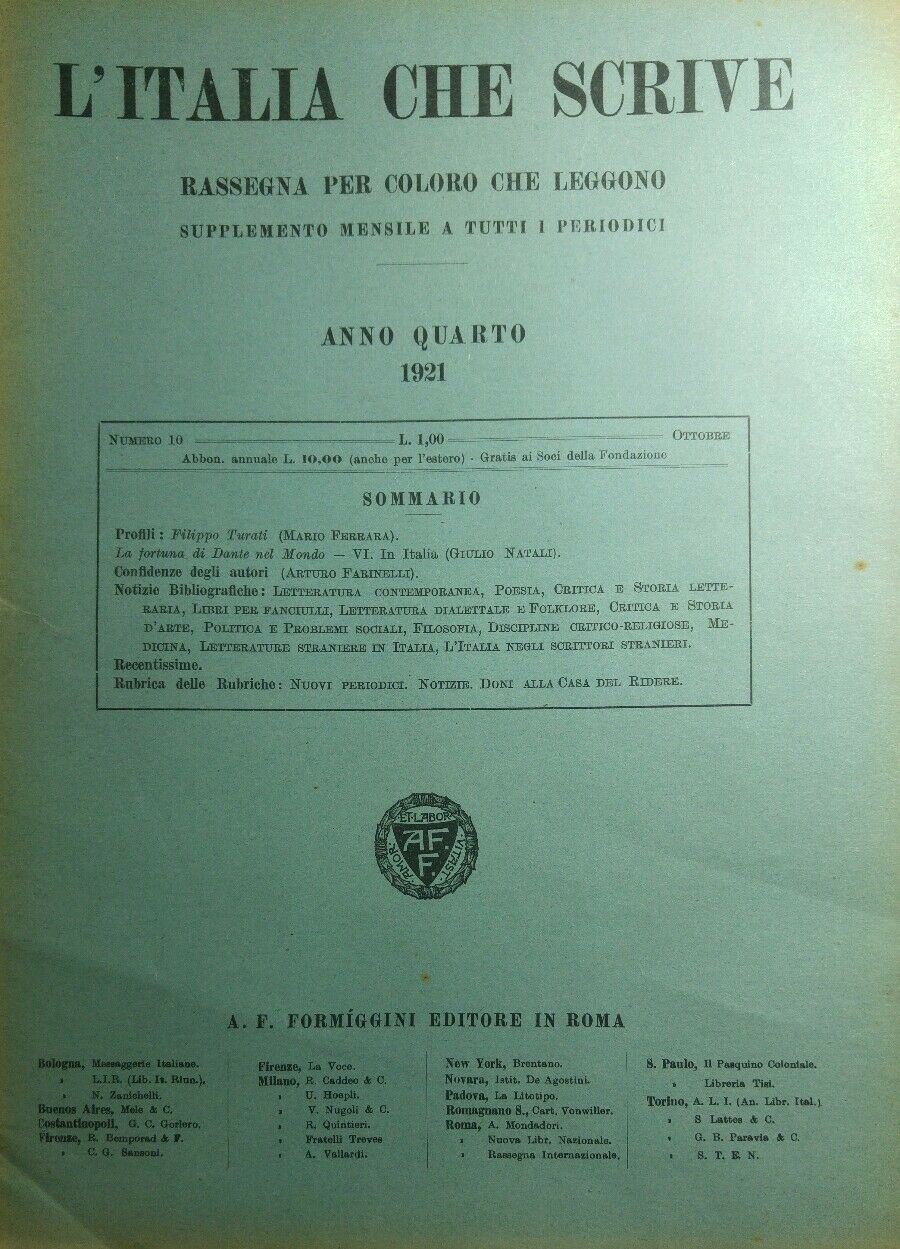 L'ITALIA CHE SCRIVE
RASSEGNA PER COLORO CHE LEGGONO
SUPPLEMENTO MENSILE A TUTTI I PERIODICI
ANNO QUARTO
1921
NUMERO 10 L. 1,00 OTTOBRE
Abbon. annuale L. 10,00 (anche per l'estero) - Gratis ai Soci della Fondazione
SOMMARIO
Profili: Filippo Turati (MARIO FERRARA).
La fortuna di Dante nel Mondo — VI. In Italia (GIULIO NATALI).
Confidenze degli autori (ARTURO FARINELLI).
Notizie Bibliografiche: LETTERATURA CONTEMPORANEA, POESIA, CRITICA E STORIA LETTE-
RARIA, LIBRI PER FANCIULLI, LETTERATURA DIALETTALE E FOLKLORE, CRITICA E STORIA
D'ARTE, POLITICA E PROBLEMI SOCIALI, FILOSOFIA, DISCIPLINE CRITICO-RELIGIOSE, ME-
DICINA, LETTERATURE STRANIERE IN ITALIA, L'ITALIA NEGLI SCRITTORI STRANIERI.
Recentissime.
Rubrica delle Rubriche: NUOVI PERIODICI. NOTIZIE. DONI ALLA CASA DEL RIDERE.
AMOR ET LABOR VITAST
A F.
F.
A. F. FORMÍGGINI EDITORE IN ROMA
Bologna, Messaggerie Italiane.
» L.I.R. (Lib. It. Riun.).
» N. Zanichelli.
Buenos Aires, Mele & C.
Costantinopoli, G. C. Gorlero.
Firenze, R. Bemporad & F.
» C. G. Sansoni.
Firenze, La Voce.
Milano, R. Caddeo & C.
» U. Hoepli.
» V. Nugoli & C.
» R. Quintieri.
» Fratelli Treves
» A. Vallardi.
New York, Brentano.
Novara, Istit. De Agostini.
Padova, La Litotipo.
Romagnano S., Cart. Vonwiller.
Roma, A. Mondadori.
» Nuova Libr. Nazionale.
» Rassegna Internazionale.
S. Paulo, Il Pasquino Coloniale.
» Libreria Tisi.
Torino, A. L. I. (An. Libr. Ital.)
» S Lattes & C.
» G. B. Paravia & C.
» S. T. E. N.